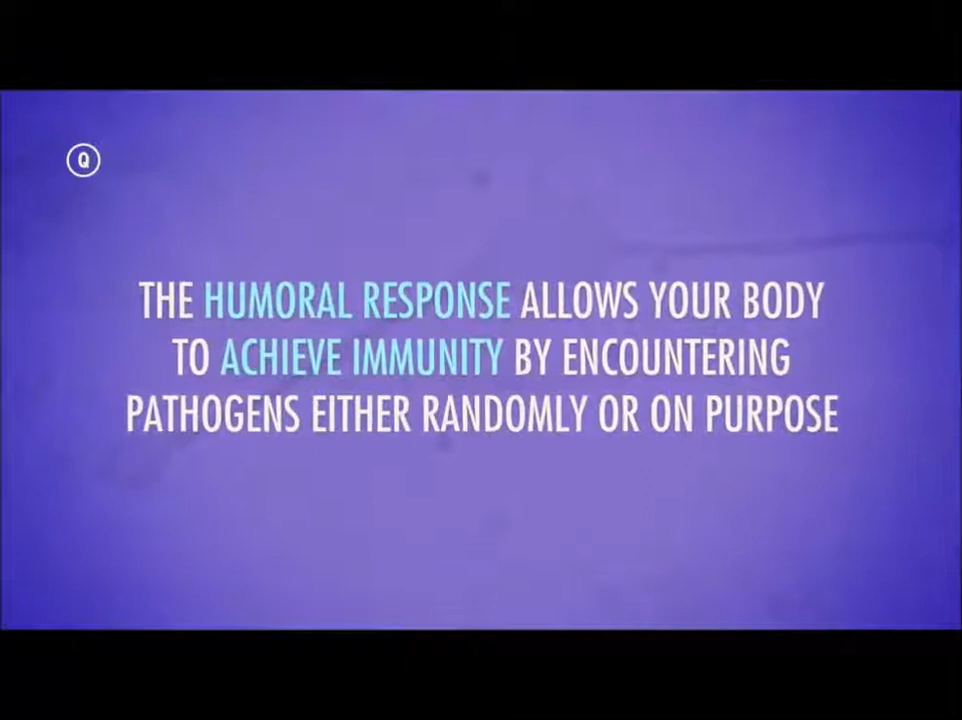 Q
THE HUMORAL RESPONSE ALLOWS YOUR BODY
TO ACHIEVE IMMUNITY BY ENCOUNTERING
PATHOGENS EITHER RANDOMLY OR ON PURPOSE